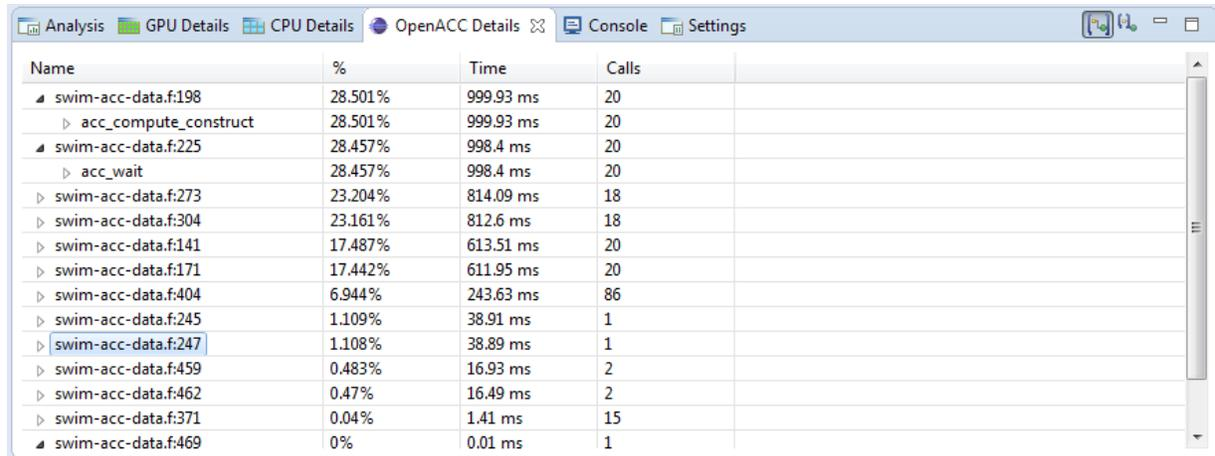 Analysis GPU Details CPU Details OpenACC Details Console Settings
Name % Time Calls
swim-acc-data.f:198 28.501% 999.93 ms 20
acc_compute_construct 28.501% 999.93 ms 20
swim-acc-data.f:225 28.457% 998.4 ms 20
acc_wait 28.457% 998.4 ms 20
swim-acc-data.f:273 23.204% 814.09 ms 18
swim-acc-data.f:304 23.161% 812.6 ms 18
swim-acc-data.f:141 17.487% 613.51 ms 20
swim-acc-data.f:171 17.442% 611.95 ms 20
swim-acc-data.f:404 6.944% 243.63 ms 86
swim-acc-data.f:245 1.109% 38.91 ms 1
swim-acc-data.f:247 1.108% 38.89 ms 1
swim-acc-data.f:459 0.483% 16.93 ms 2
swim-acc-data.f:462 0.47% 16.49 ms 2
swim-acc-data.f:371 0.04% 1.41 ms 15
swim-acc-data.f:469 0% 0.01 ms 1